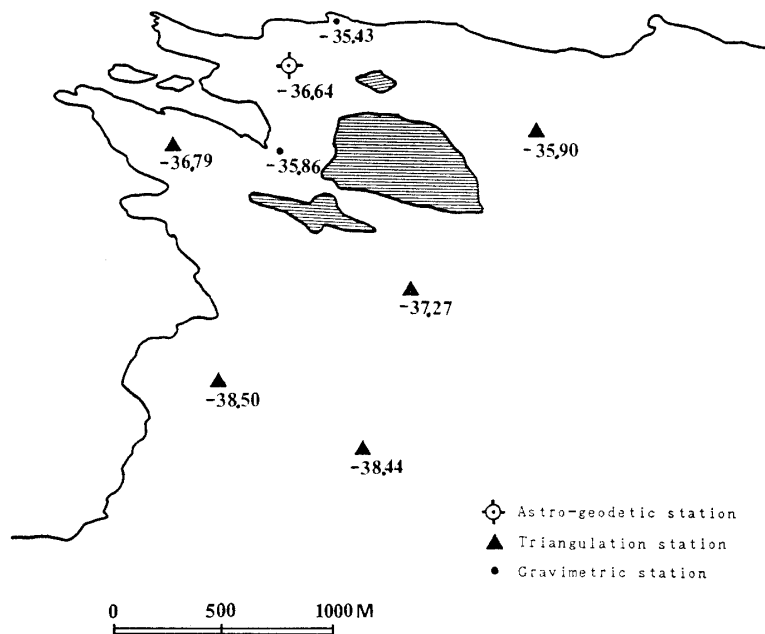 -35,43
-36,64
-36,79
-35,86
-35,90
-37,27
-38,50
-38,44
Astro-geodetic station
Triangulation station
Gravimetric station
0 500 1000 M